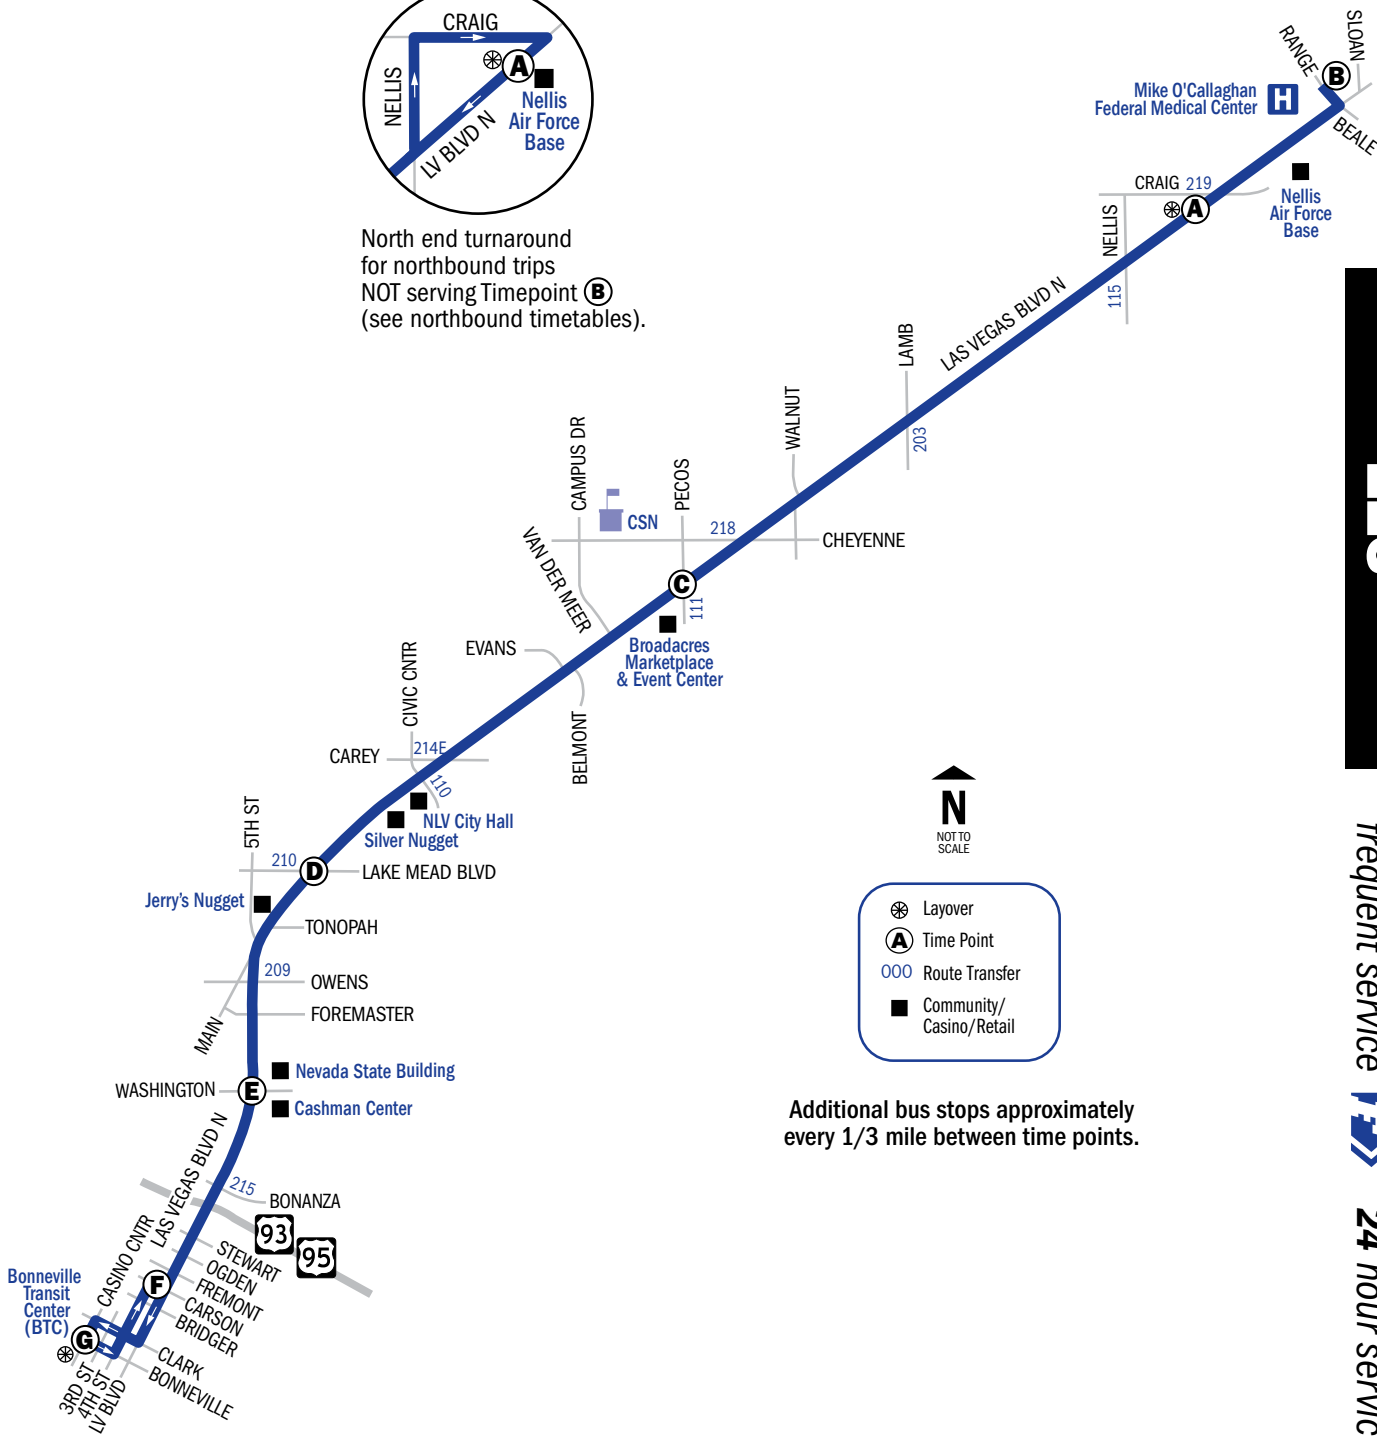 CRAIG
NELLIS
A
Nellis
Air Force
Base
LV BLVD N
North end turnaround
for northbound trips
NOT serving Timepoint B
(see northbound timetables).
SLOAN
RANGE
B
Mike O'Callaghan
Federal Medical Center
H
BEALE
CRAIG 219
A
Nellis
Air Force
Base
NELLIS
115
LAS VEGAS BLVD N
LAMB
203
WALNUT
CAMPUS DR
PECOS
CSN
218
CHEYENNE
VAN DER MEER
C
111
Broadacres
Marketplace
& Event Center
EVANS
BELMONT
CIVIC CNTR
CAREY
214E
110
NLV City Hall
Silver Nugget
5TH ST
210
D
LAKE MEAD BLVD
Jerry's Nugget
TONOPAH
209
OWENS
FOREMASTER
MAIN
Nevada State Building
WASHINGTON
E
Cashman Center
LAS VEGAS BLVD N
215
BONANZA
93
95
CASINO CNTR
STEWART
OGDEN
FREMONT
CARSON
BRIDGER
F
Bonneville
Transit
Center
(BTC)
G
CLARK
BONNEVILLE
3RD ST
4TH ST
LV BLVD
N
NOT TO
SCALE
Layover
A Time Point
000 Route Transfer
Community/
Casino/Retail
Additional bus stops approximately
every 1/3 mile between time points.
frequent service
24 hour servic